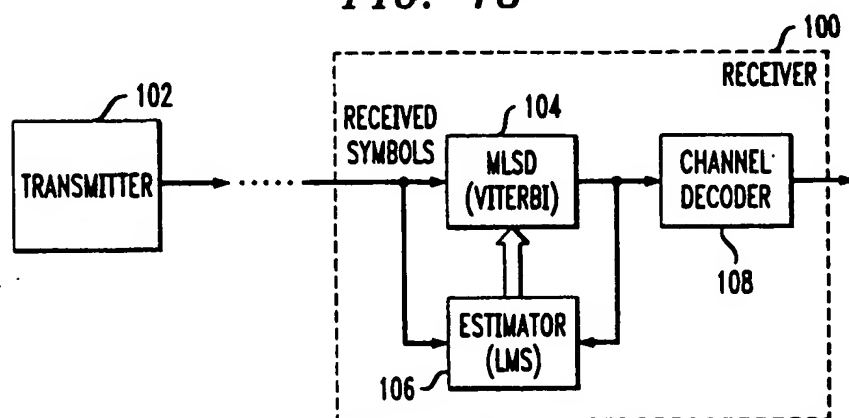 100
RECEIVER
102
TRANSMITTER
RECEIVED
SYMBOLS
104
MLSD
(VITERBI)
CHANNEL
DECODER
108
ESTIMATOR
(LMS)
106